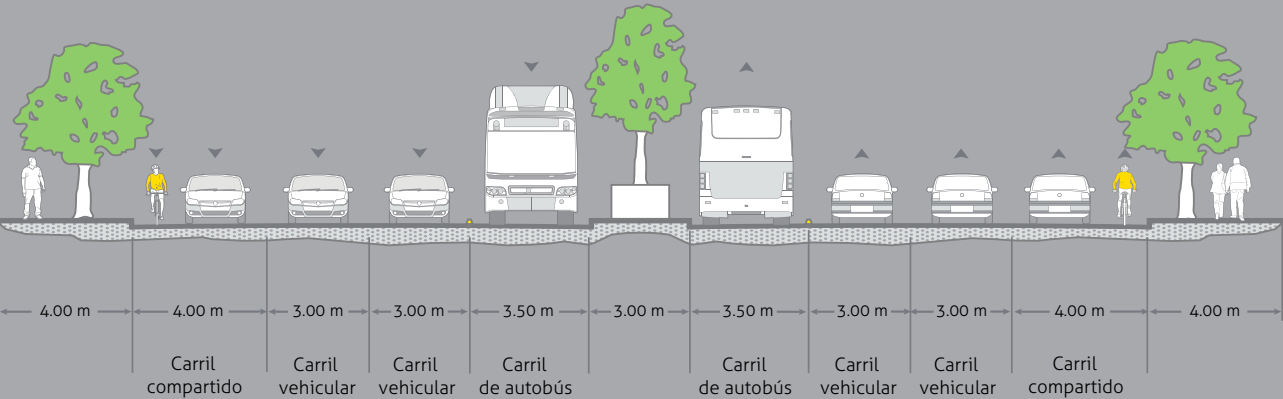 4.00 m 4.00 m 3.00 m 3.00 m 3.50 m 3.00 m 3.50 m 3.00 m 3.00 m 4.00 m 4.00 m
Carril
compartido
Carril
vehicular
Carril
vehicular
Carril
de autobús
Carril
de autobús
Carril
vehicular
Carril
vehicular
Carril
compartido